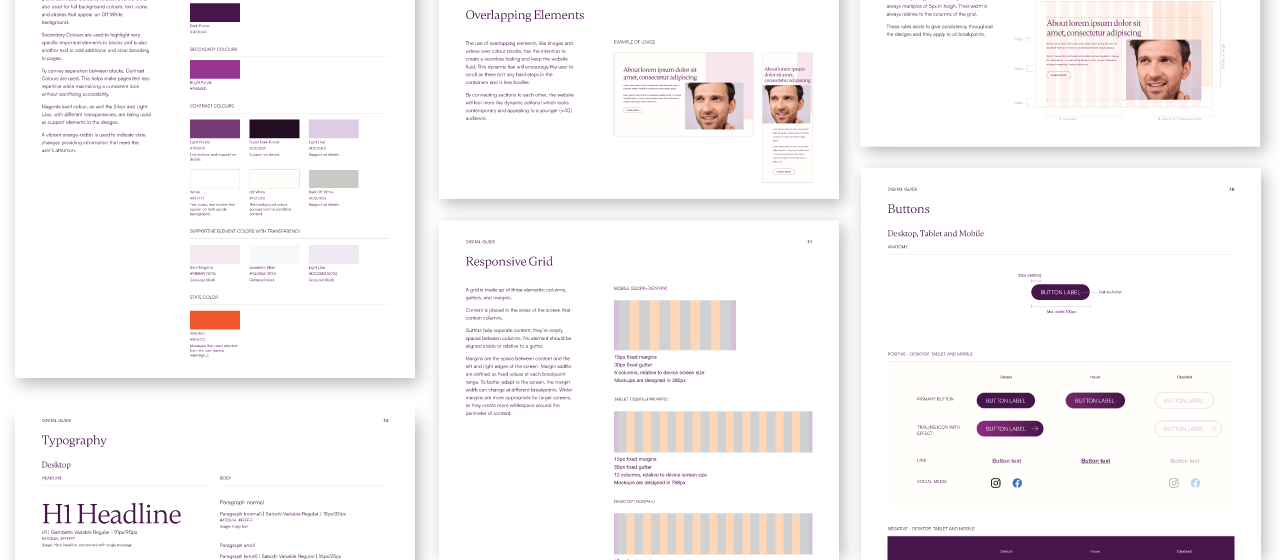 also used for full background colours, text, icons,
and strokes that appear on Off White
background.
Secondary Colours are used to highlight very
specific important elements in blocks and is also
another tool to add additional and clear branding
to pages.
To convey separation between blocks, Contrast
Colours are used. This helps make pages feel less
repetitive while maintaining a consistent look
without sacrificing accessibility.
Magenta swirl colour, as well the Silver and Light
Lilac, with different transparencies, are being used
as support elements in the designs.
A vibrant orange-redish is used to indicate state
changes providing information that need the
user's attention.
Dark Purple
SECONDARY COLOURS
Bright Purple
CONTRAST COLOURS
Light Purple
Super Dark Purple
Light Lilac
Support on details
Support on details
White
Off White
Dark Off White
Support on details
SUPPORTIVE ELEMENT COLORS WITH TRANSPARENCY
Swirl Magenta
Light Lilac
Coloured block
Coloured block
STATE COLOR
DIGITAL GUIDE
14
Typography
Desktop
HEADLINE
BODY
H1 Headline
H1 | Gambetta Variable Regular | 91px/90px
Paragraph normal
Paragraph (normal) | Satoshi Variable Regular | 18px/30px
Paragraph small
Paragraph (small) | Satoshi Variable Regular | 16px/25px
Overlapping Elements
The use of overlapping elements, like images and
videos over colour blocks, has the intention to
create a seamless feeling and keep the website
fluid. This dynamic feel will encourage the user to
scroll as there isn't any hard stops in the
containers and is less boxlike.
By connecting sections to each other, the website
will feel more like dynamic editorial which looks
contemporary and appealing to a younger (>40)
audience.
EXAMPLE OF USAGE
About lorem ipsum dolor sit
amet, consectetur adipiscing
About lorem ipsum
dolor sit amet,
consectetur adipiscing
DIGITAL GUIDE
Responsive Grid
A grid is made up of three elements: columns,
gutters, and margins.
Content is placed in the areas of the screen that
contain columns.
Gutters help separate content: they're empty
spaces between columns. No element should be
aligned inside or relative to a gutter.
Margins are the space between content and the
left and right edges of the screen. Margin widths
are defined as fixed values at each breakpoint
range. To better adapt to the screen, the margin
width can change at different breakpoints. Wider
margins are more appropriate for larger screens,
as they create more whitespace around the
perimeter of content.
15px fixed margins
30px fixed gutter
6 columns, relative to device screen size
Mockups are designed in 390px
15px fixed margins
30px fixed gutter
12 columns, relative to device screen size
Mockups are designed in 798px
always multiples of 5px in heigh. Their width is
always relative to the columns of the grid.
These rules exists to give consistency throughout
the designs and they apply to all breakpoints.
About lorem ipsum dolor sit
amet, consectetur adipiscing
DIGITAL GUIDE
Buttons
Desktop, Tablet and Mobile
ANATOMY
BUTTON LABEL
Call-to-Action
POSITIVE - DESKTOP, TABLET AND MOBILE
Default
Hover
Disabled
PRIMARY BUTTON
BUTTON LABEL
BUTTON LABEL
BUTTON LABEL
TRAILING ICON WITH
EFFECT
BUTTON LABEL
BUTTON LABEL
LINK
Button text
Button text
Button text
SOCIAL MEDIA
NEGATIVE - DESKTOP, TABLET AND MOBILE
Default
Hover
Disabled